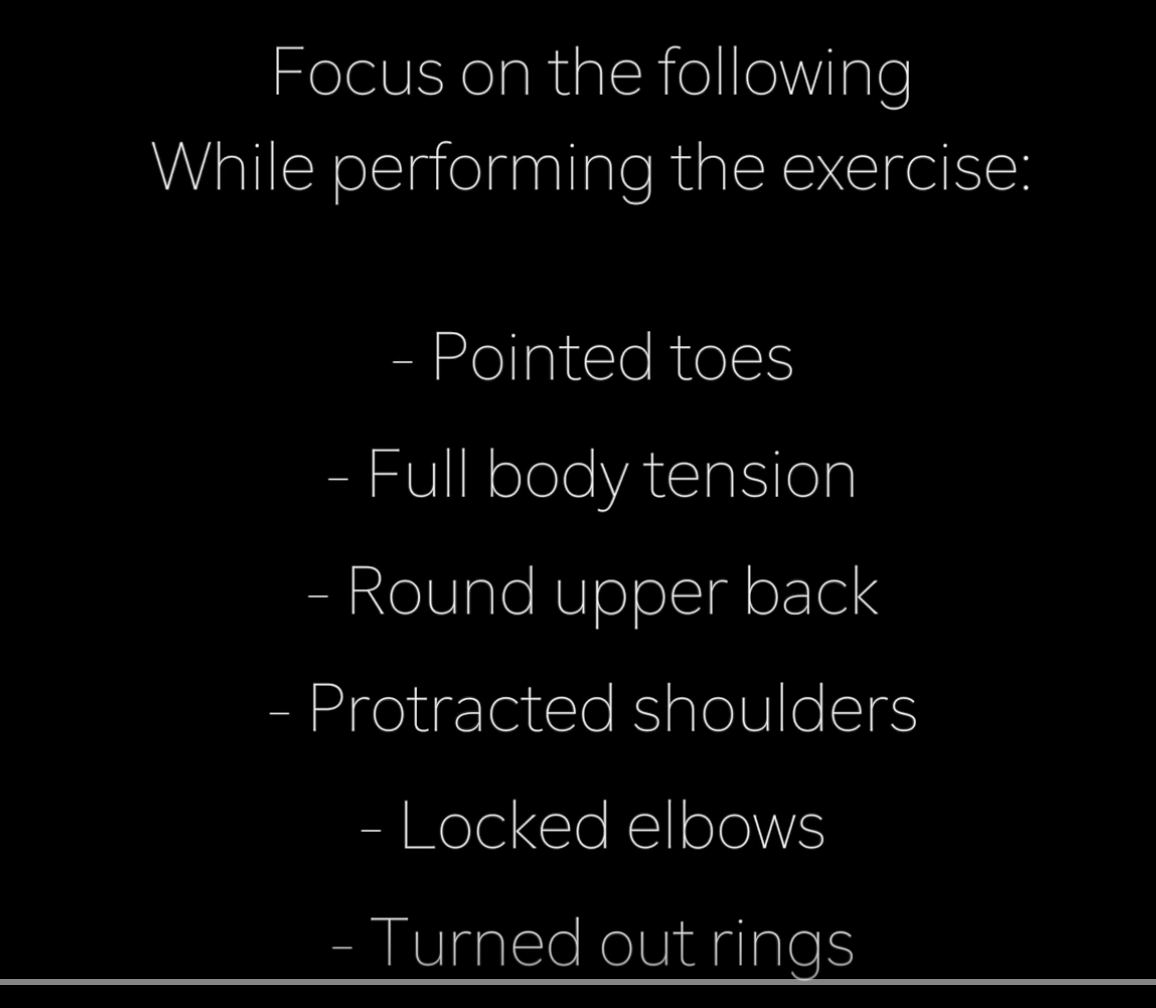 Focus on the following
While performing the exercise:
- Pointed toes
- Full body tension
- Round upper back
- Protracted shoulders
- Locked elbows
- Turned out rings